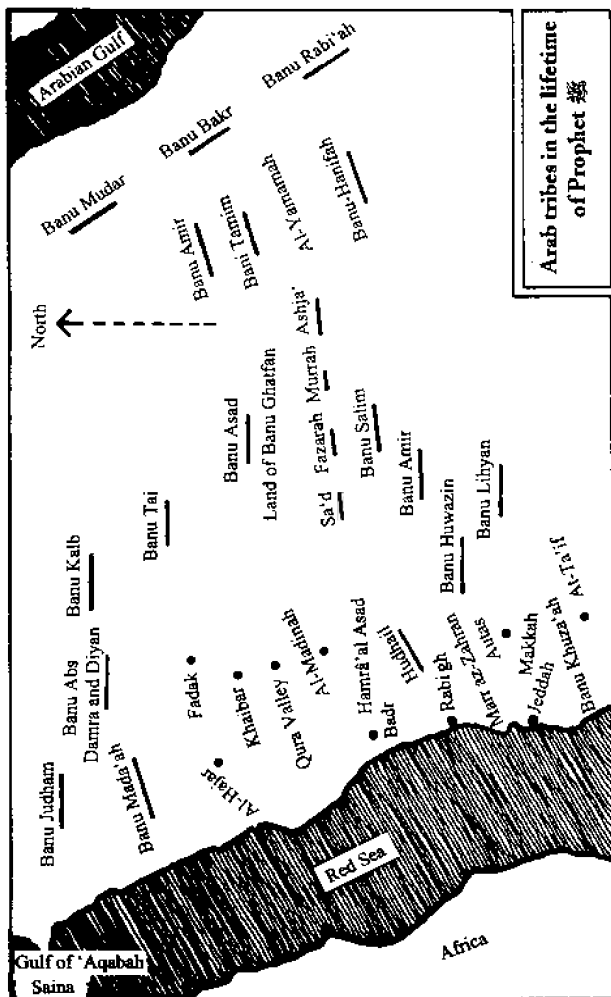 Arabian Gulf
Banu Rabi'ah
Banu Bakr
Banu Mudar
Banu Amir
Bani Tamim
Al-Yamamah
Banu-Hanifah
Arab tribes in the lifetime
of Prophet ﷺ
North
Ashja'
Murrah
Fazarah
Sa'd
Banu Asad
Land of Banu Ghatfan
Banu Salim
Banu Amir
Banu Tai
Banu Kalb
Banu Huwazin
Banu Lihyan
Banu Abs
Damra and Diyan
Fadak
Khaibar
Qura Valley
Al-Madinah
Hamrâ'al Asad
Badr
Hudhail
Rabigh
Marr az-Zahran
Autas
Makkah
Jeddah
At-Ta'if
Banu Khuza'ah
Banu Judham
Banu Mada'ah
Al-Hajar
Red Sea
Africa
Gulf of 'Aqabah
Saina